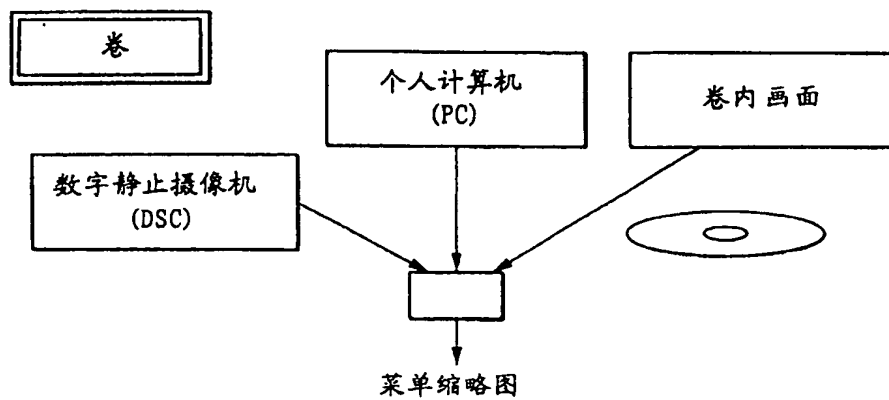 卷
个人计算机
(PC)
卷内画面
数字静止摄像机
(DSC)
菜单缩略图